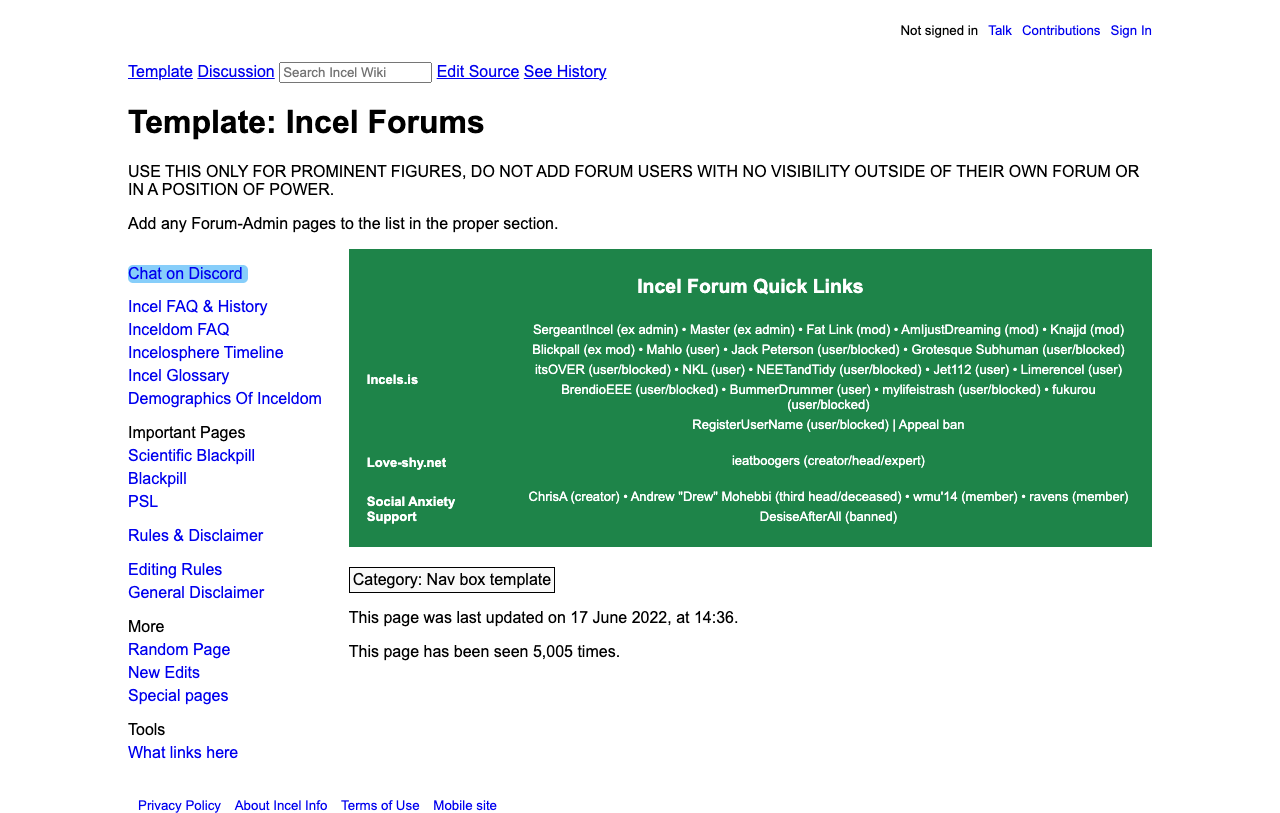 Not signed in Talk Contributions Sign In
Template Discussion Search Incel Wiki Edit Source See History
Template: Incel Forums
USE THIS ONLY FOR PROMINENT FIGURES, DO NOT ADD FORUM USERS WITH NO VISIBILITY OUTSIDE OF THEIR OWN FORUM OR
IN A POSITION OF POWER.
Add any Forum-Admin pages to the list in the proper section.
Chat on Discord
Incel FAQ & History
Inceldom FAQ
Incelosphere Timeline
Incel Glossary
Demographics Of Inceldom
Important Pages
Scientific Blackpill
Blackpill
PSL
Rules & Disclaimer
Editing Rules
General Disclaimer
More
Random Page
New Edits
Special pages
Tools
What links here
Incel Forum Quick Links
Incels.is
SergeantIncel (ex admin) • Master (ex admin) • Fat Link (mod) • AmIjustDreaming (mod) • Knajjd (mod)
Blickpall (ex mod) • Mahlo (user) • Jack Peterson (user/blocked) • Grotesque Subhuman (user/blocked)
itsOVER (user/blocked) • NKL (user) • NEETandTidy (user/blocked) • Jet112 (user) • Limerencel (user)
BrendioEEE (user/blocked) • BummerDrummer (user) • mylifeistrash (user/blocked) • fukurou
(user/blocked)
RegisterUserName (user/blocked) | Appeal ban
Love-shy.net
ieatboogers (creator/head/expert)
Social Anxiety
Support
ChrisA (creator) • Andrew "Drew" Mohebbi (third head/deceased) • wmu'14 (member) • ravens (member)
DesiseAfterAll (banned)
Category: Nav box template
This page was last updated on 17 June 2022, at 14:36.
This page has been seen 5,005 times.
Privacy Policy About Incel Info Terms of Use Mobile site